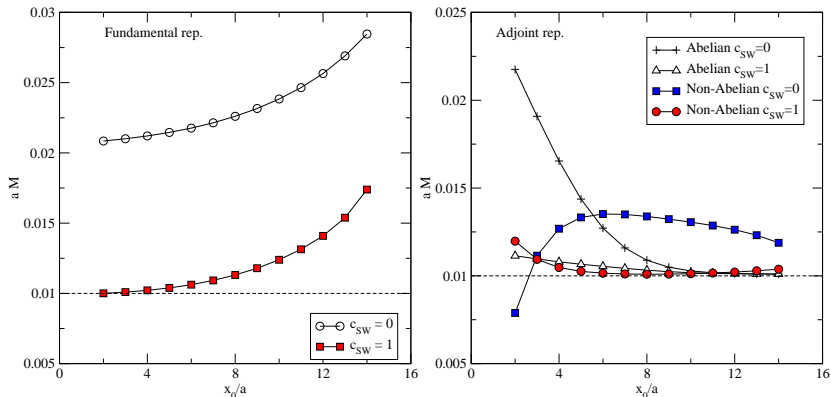 Fundamental rep.
0.03
0.025
0.02
0.015
0.01
0.005
a M
0 4 8 12 16
x₀/a
c_SW = 0
c_SW = 1
Adjoint rep.
Abelian c_SW=0
Abelian c_SW=1
Non-Abelian c_SW=0
Non-Abelian c_SW=1
0.025
0.02
0.015
0.01
0.005
a M
0 4 8 12 16
x₀/a